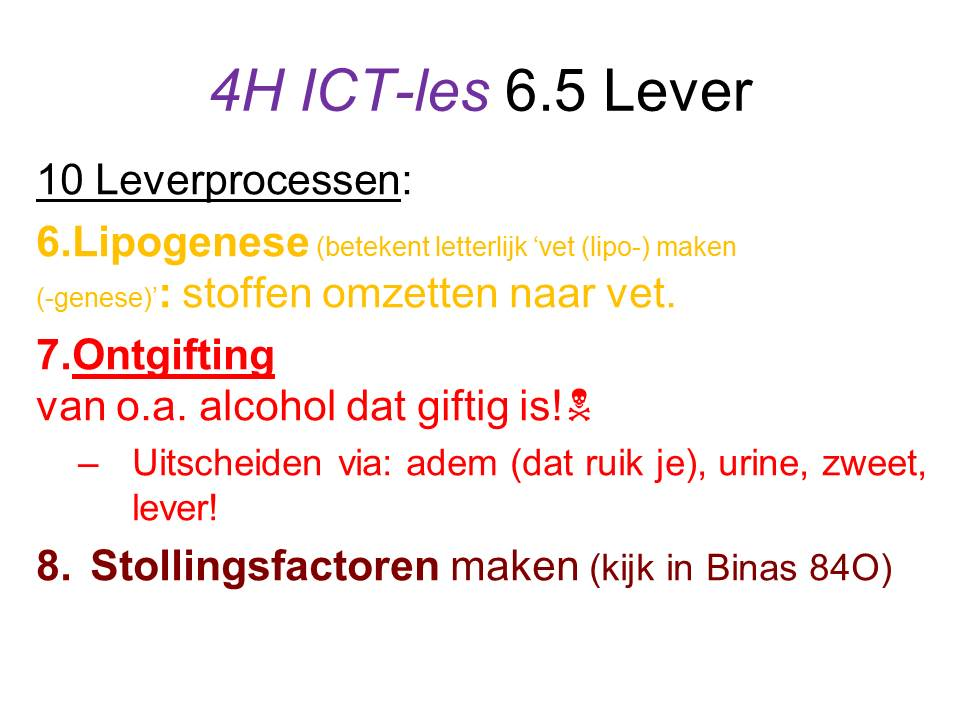 4H ICT-les 6.5 Lever
10 Leverprocessen:
6.Lipogenese (betekent letterlijk ‘vet (lipo-) maken
(-genese)’: stoffen omzetten naar vet.
7.Ontgifting
van o.a. alcohol dat giftig is!☠
– Uitscheiden via: adem (dat ruik je), urine, zweet,
lever!
8. Stollingsfactoren maken (kijk in Binas 84O)